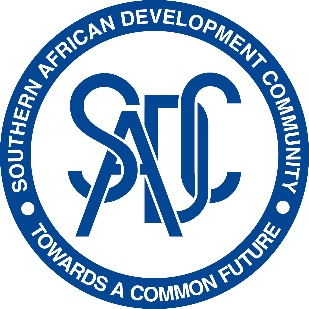 SOUTHERN AFRICAN DEVELOPMENT COMMUNITY
SADC
TOWARDS A COMMON FUTURE